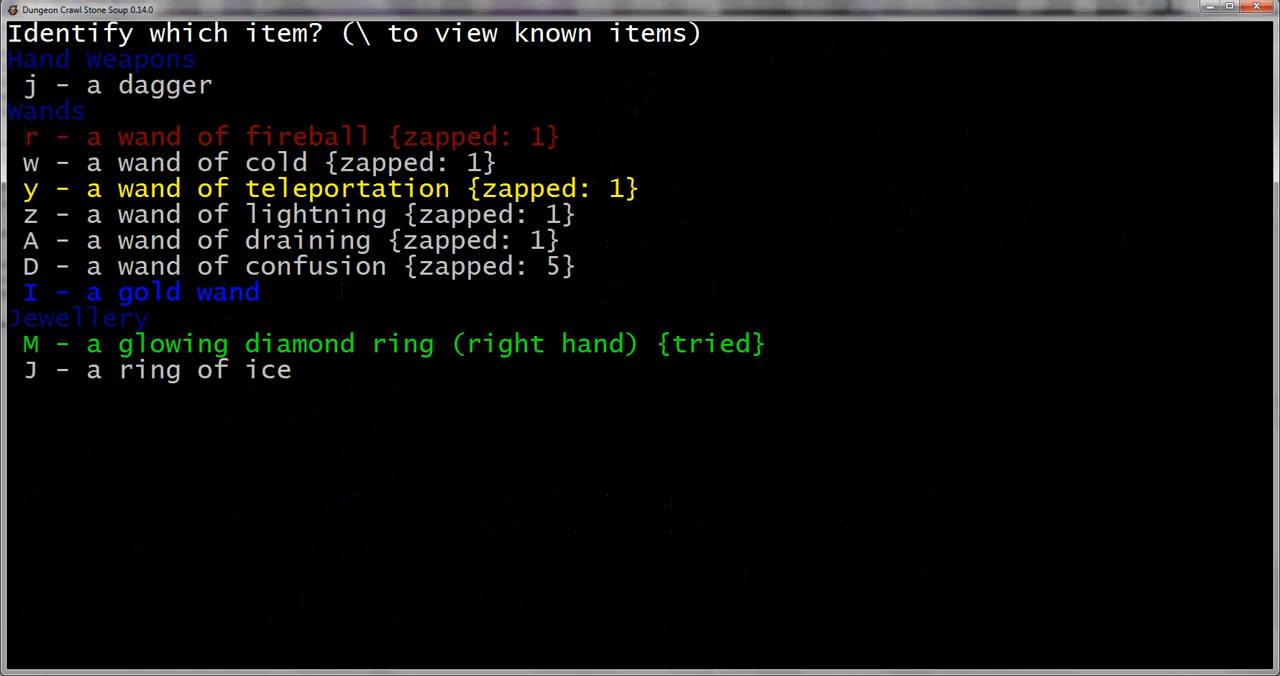 Dungeon Crawl Stone Soup 0.14.0
Identify which item? (\ to view known items)
Hand Weapons
j - a dagger
Wands
r - a wand of fireball {zapped: 1}
w - a wand of cold {zapped: 1}
y - a wand of teleportation {zapped: 1}
z - a wand of lightning {zapped: 1}
A - a wand of draining {zapped: 1}
D - a wand of confusion {zapped: 5}
I - a gold wand
Jewellery
M - a glowing diamond ring (right hand) {tried}
J - a ring of ice